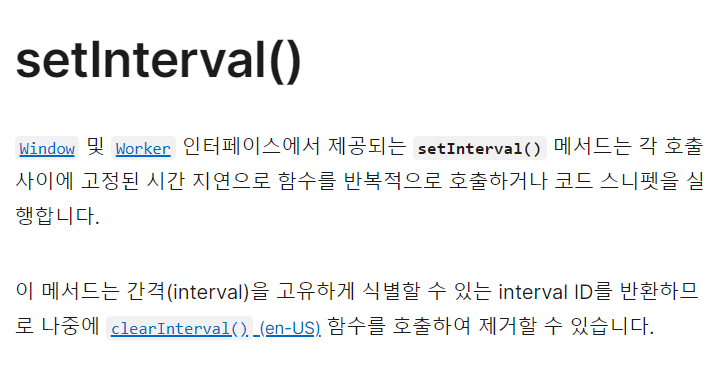 setInterval()
Window 및 Worker 인터페이스에서 제공되는 setInterval() 메서드는 각 호출
사이에 고정된 시간 지연으로 함수를 반복적으로 호출하거나 코드 스니펫을 실
행합니다.
이 메서드는 간격(interval)을 고유하게 식별할 수 있는 interval ID를 반환하므
로 나중에 clearInterval() (en-US) 함수를 호출하여 제거할 수 있습니다.